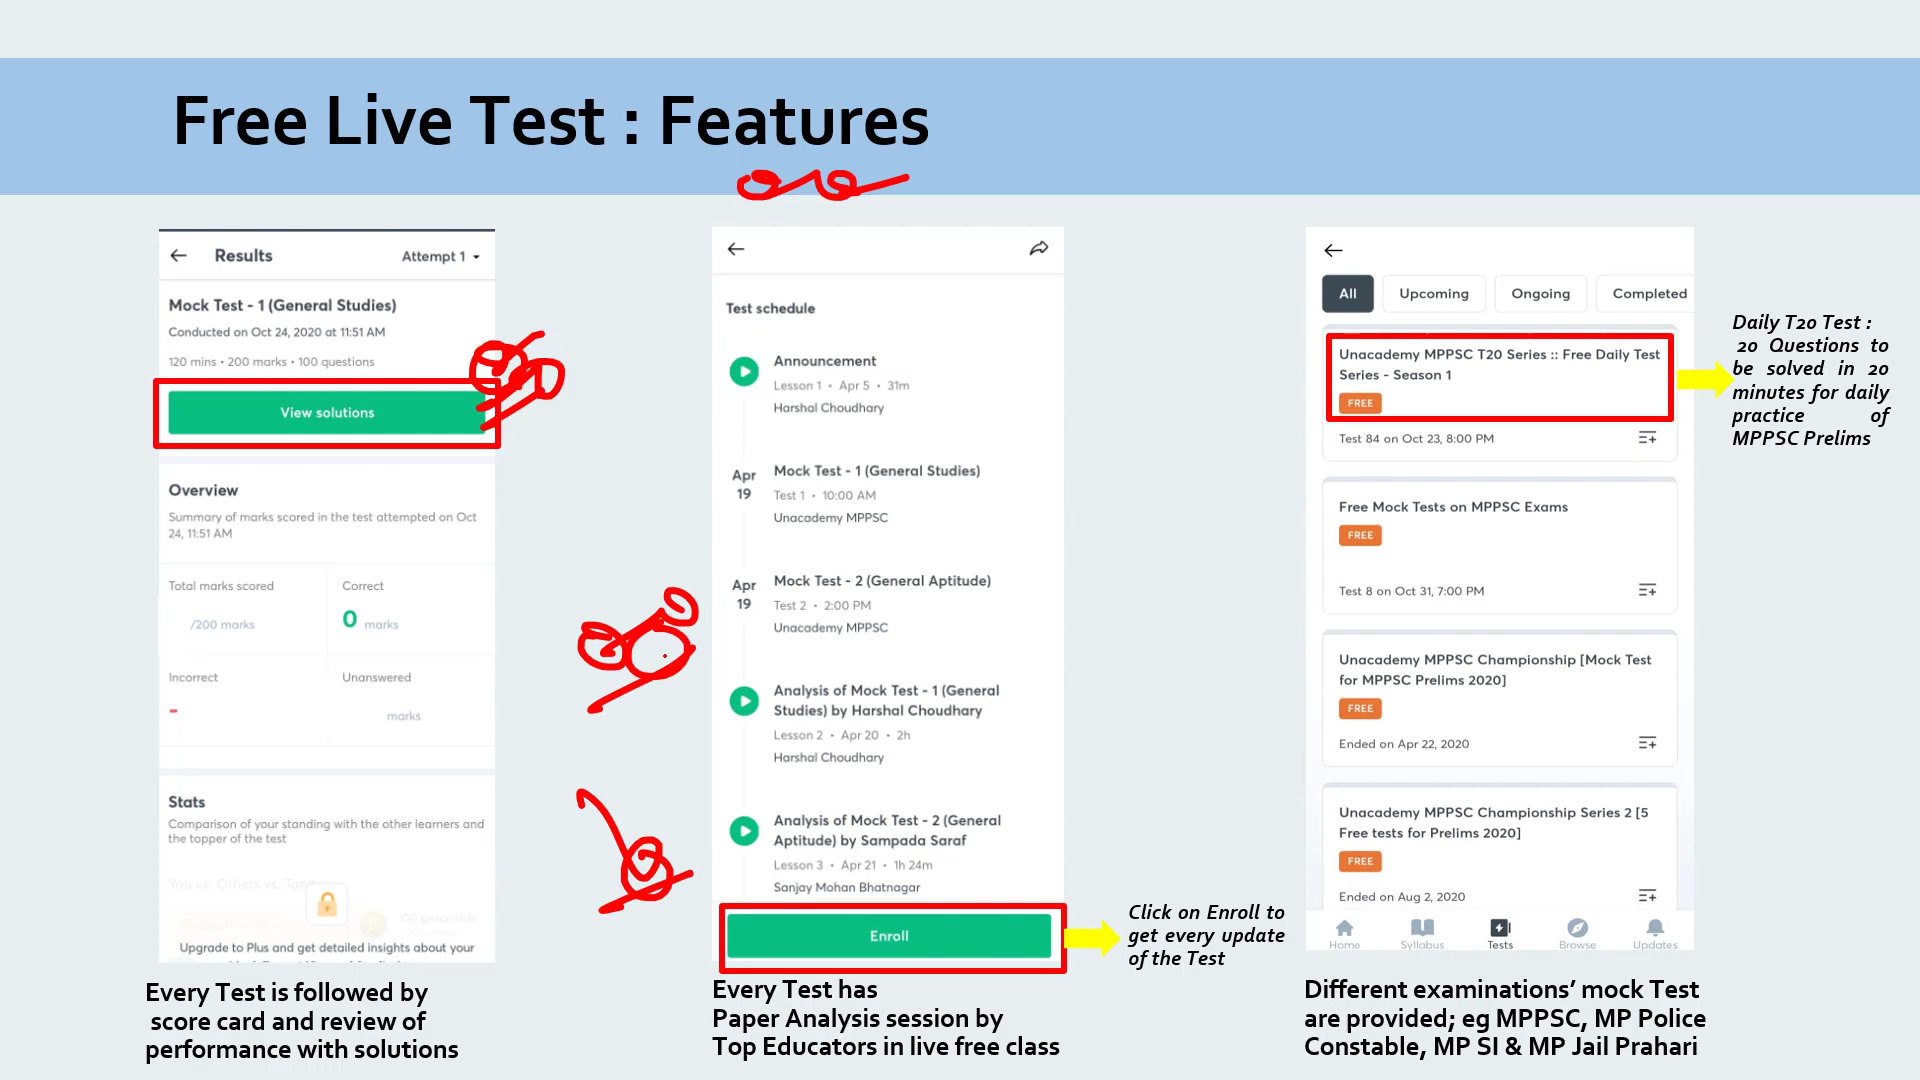 Free Live Test : Features
Results
Attempt 1
Mock Test - 1 (General Studies)
Conducted on Oct 24, 2020 at 11:51 AM
120 mins • 200 marks • 100 questions
View solutions
Overview
Summary of marks scored in the test attempted on Oct
24, 11:51 AM
Total marks scored
Correct
/200 marks
0 marks
Incorrect
Unanswered
-
marks
Stats
Comparison of your standing with the other learners and
the topper of the test
You vs. Others vs.
Upgrade to Plus and get detailed insights about your
Every Test is followed by
score card and review of
performance with solutions
Test schedule
Announcement
Lesson 1 • Apr 5 • 31m
Harshal Choudhary
Apr
19
Mock Test - 1 (General Studies)
Test 1 • 10:00 AM
Unacademy MPPSC
Apr
19
Mock Test - 2 (General Aptitude)
Test 2 • 2:00 PM
Unacademy MPPSC
Analysis of Mock Test - 1 (General
Studies) by Harshal Choudhary
Lesson 2 • Apr 20 • 2h
Harshal Choudhary
Analysis of Mock Test - 2 (General
Aptitude) by Sampada Saraf
Lesson 3 • Apr 21 • 1h 24m
Sanjay Mohan Bhatnagar
Enroll
Click on Enroll to
get every update
of the Test
Every Test has
Paper Analysis session by
Top Educators in live free class
All
Upcoming
Ongoing
Completed
Unacademy MPPSC T20 Series :: Free Daily Test
Series - Season 1
FREE
Test 84 on Oct 23, 8:00 PM
Daily T20 Test :
20 Questions to
be solved in 20
minutes for daily
practice of
MPPSC Prelims
Free Mock Tests on MPPSC Exams
FREE
Test 8 on Oct 31, 7:00 PM
Unacademy MPPSC Championship [Mock Test
for MPPSC Prelims 2020]
FREE
Ended on Apr 22, 2020
Unacademy MPPSC Championship Series 2 [5
Free tests for Prelims 2020]
FREE
Ended on Aug 2, 2020
Home
Syllabus
Tests
Browse
Updates
Different examinations’ mock Test
are provided; eg MPPSC, MP Police
Constable, MP SI & MP Jail Prahari